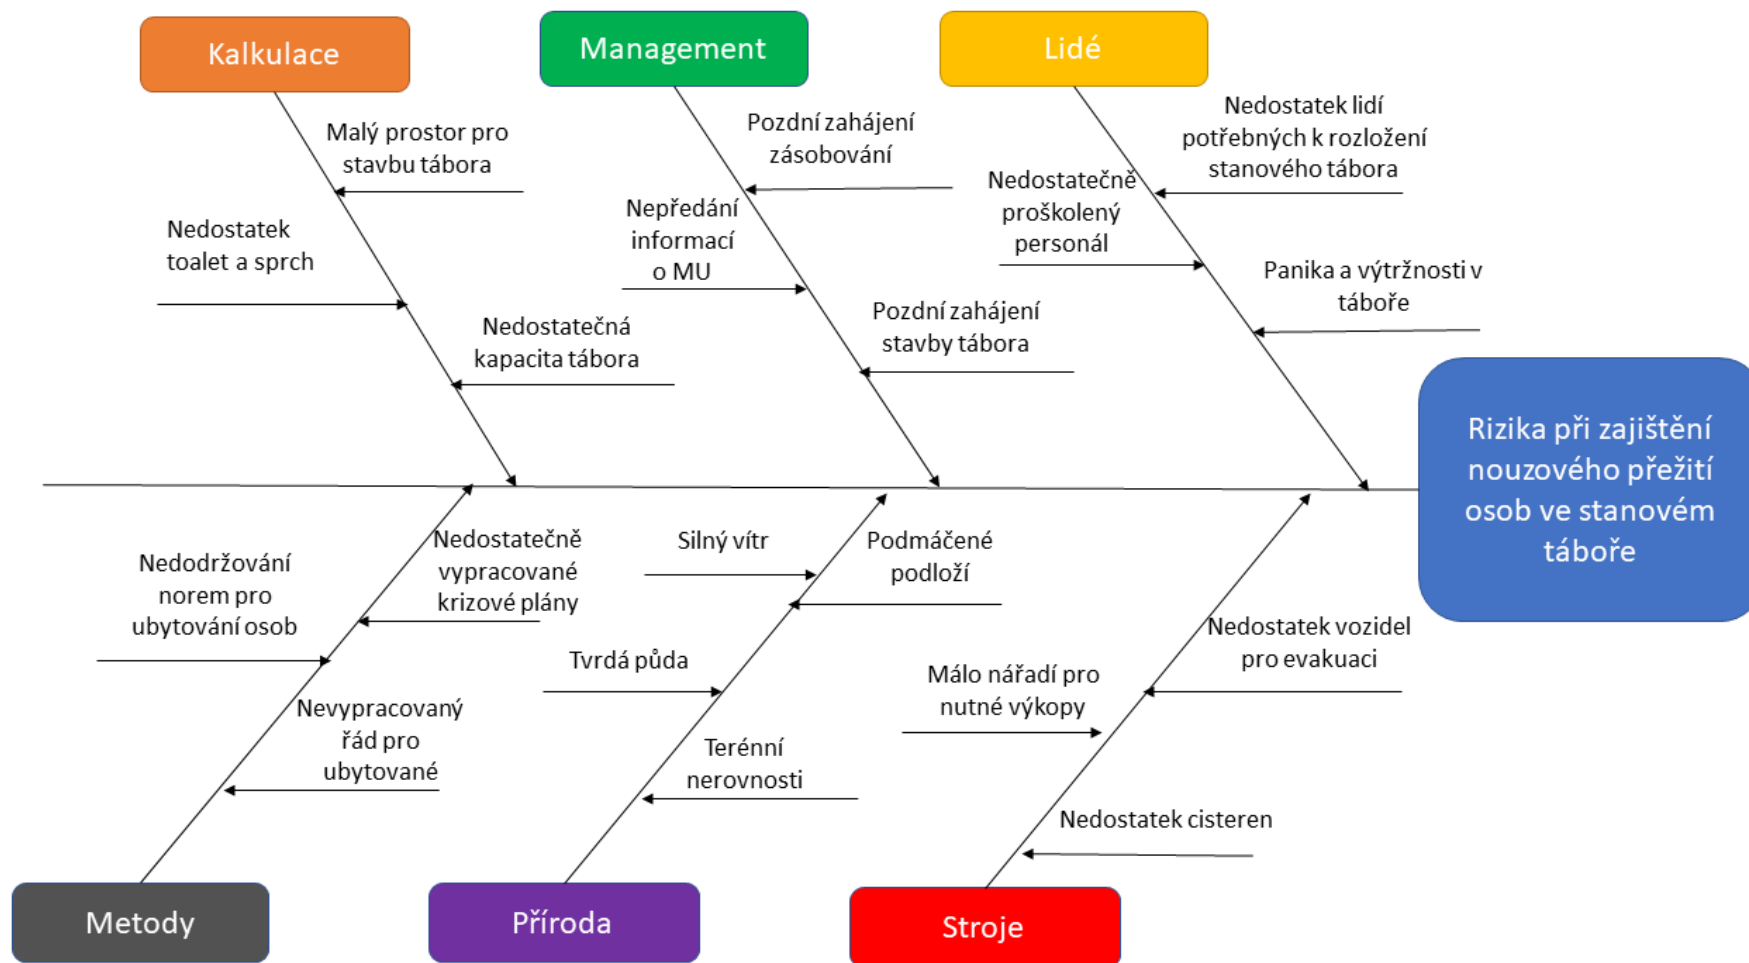 Kalkulace
Management
Lidé
Malý prostor pro
stavbu tábora
Nedostatek
toalet a sprch
Nedostatečná
kapacita tábora
Pozdní zahájení
zásobování
Nepředání
informací
o MU
Pozdní zahájení
stavby tábora
Nedostatek lidí
potřebných k rozložení
stanového tábora
Nedostatečně
proškolený
personál
Panika a výtržnosti v
táboře
Rizika při zajištění
nouzového přežití
osob ve stanovém
táboře
Nedostatečně
vypracované
krizové plány
Nedodržování
norem pro
ubytování osob
Nevypracovaný
řád pro
ubytované
Silný vítr
Podmáčené
podloží
Tvrdá půda
Terénní
nerovnosti
Nedostatek vozidel
pro evakuaci
Málo nářadí pro
nutné výkopy
Nedostatek cisteren
Metody
Příroda
Stroje